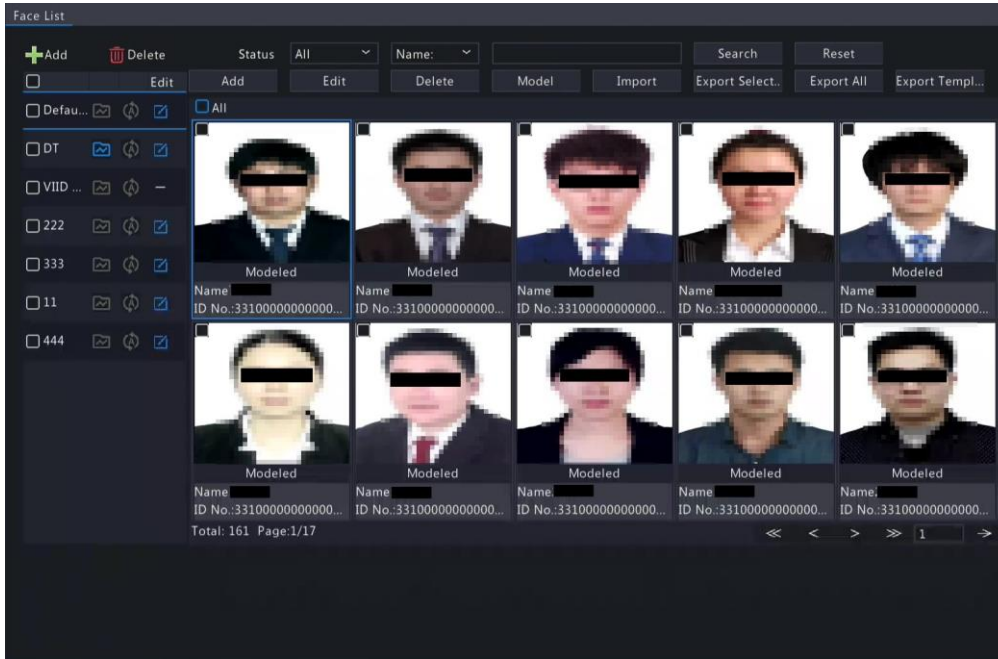 Face List
Add Delete Status All Name: Search Reset
Edit Add Edit Delete Model Import Export Select.. Export All Export Templ...
Defau... All
DT
VIID ...
222
333
11
444
Modeled Modeled Modeled Modeled Modeled
Name Name Name Name Name
ID No.:33100000000000... ID No.:33100000000000... ID No.:33100000000000... ID No.:33100000000000... ID No.:33100000000000...
Modeled Modeled Modeled Modeled Modeled
Name Name Name. Name Name:
ID No.:33100000000000... ID No.:33100000000000... ID No.:33100000000000... ID No.:33100000000000... ID No.:33100000000000...
Total: 161 Page:1/17 1